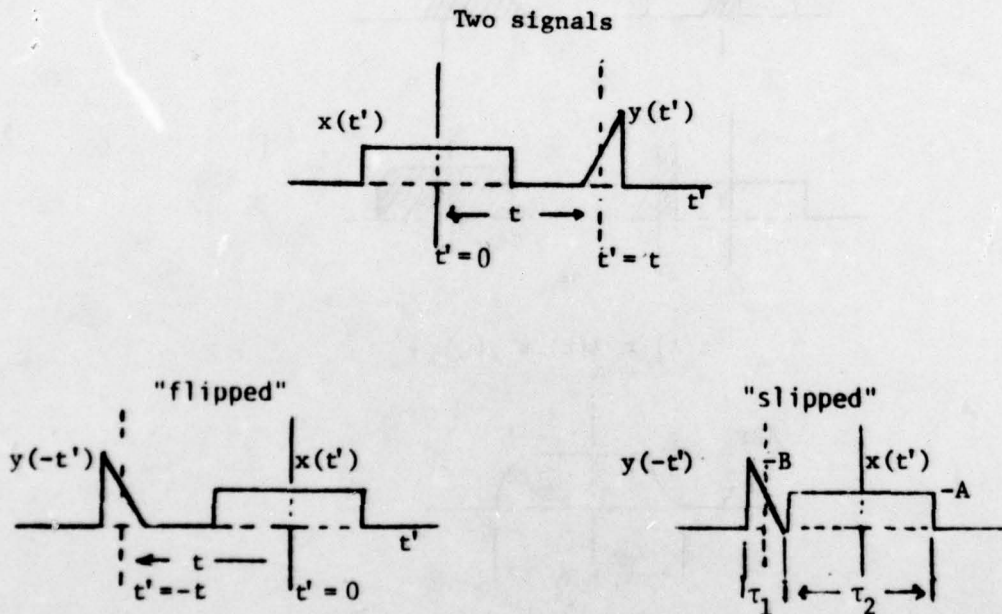 Two signals
x(t')
y(t')
t
t'
t'=0
t'=t
"flipped"
y(-t')
x(t')
t
t'
t'=-t
t'=0
"slipped"
y(-t')
-B
x(t')
-A
τ1
τ2